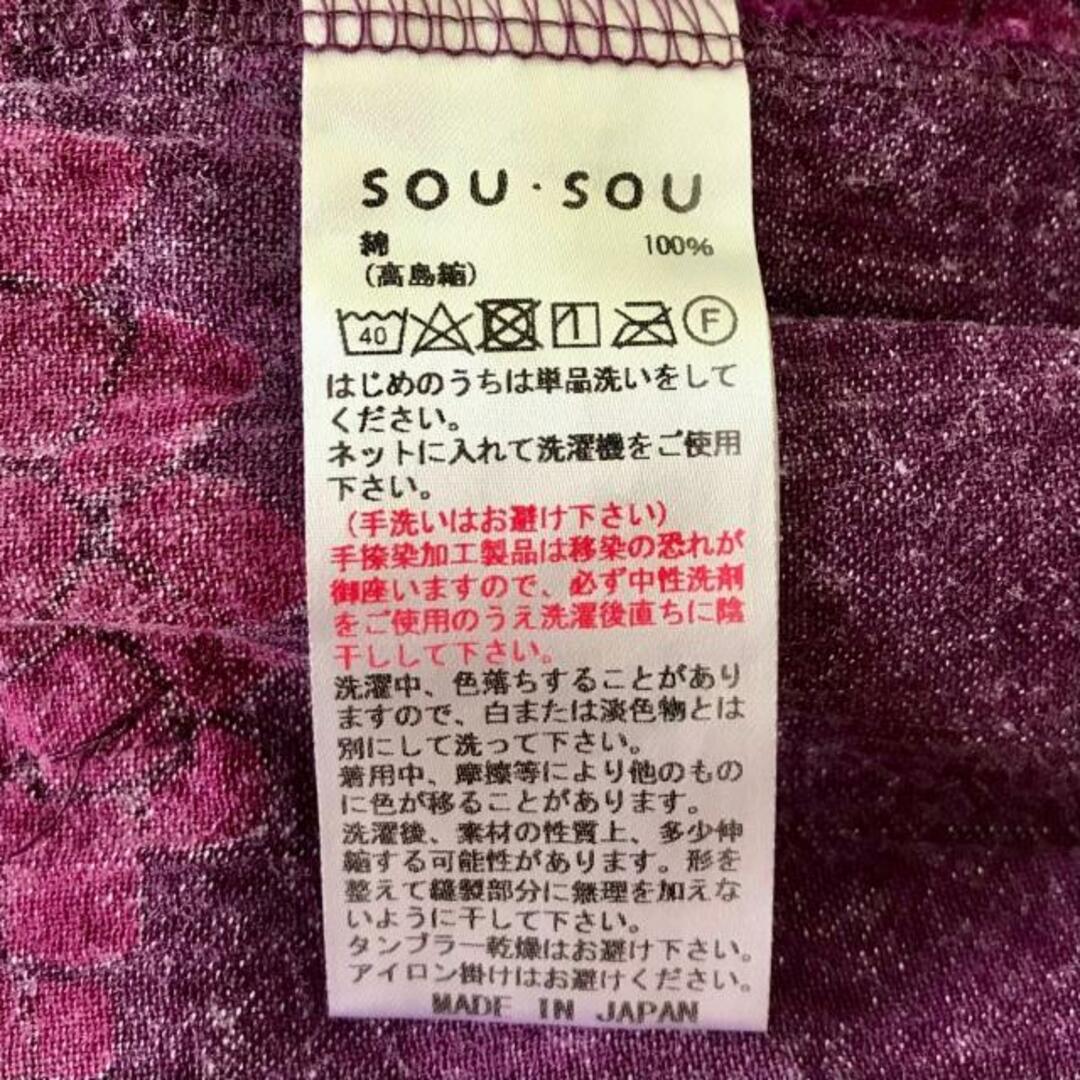 SOU・SOU
綿 100%
(高島縮)
40 F
はじめのうちは単品洗いをして
ください。
ネットに入れて洗濯機をご使用
下さい。
（手洗いはお避け下さい）
手捺染加工製品は移染の恐れが
御座いますので、必ず中性洗剤
をご使用のうえ洗濯後直ちに陰
干しして下さい。
洗濯中、色落ちすることがあり
ますので、白または淡色物とは
別にして洗って下さい。
着用中、摩擦等により他のもの
に色が移ることがあります。
洗濯後、素材の性質上、多少伸
縮する可能性があります。形を
整えて縫製部分に無理を加えな
いように干して下さい。
タンブラー乾燥はお避け下さい。
アイロン掛けはお避けください。
MADE IN JAPAN